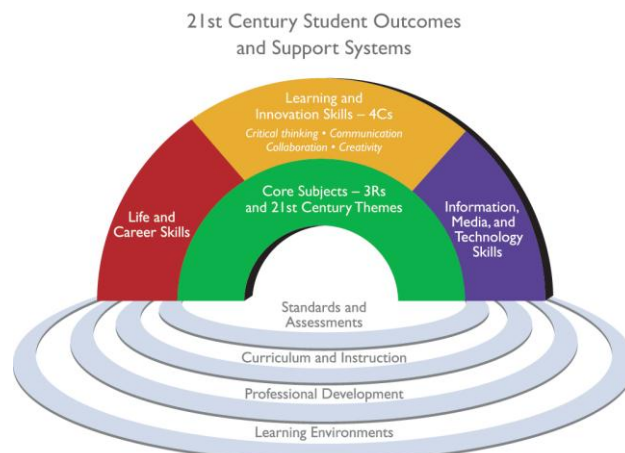 21st Century Student Outcomes
and Support Systems
Learning and
Innovation Skills – 4Cs
Critical thinking • Communication
Collaboration • Creativity
Core Subjects – 3Rs
and 21st Century Themes
Life and
Career Skills
Information,
Media, and
Technology
Skills
Standards and
Assessments
Curriculum and Instruction
Professional Development
Learning Environments